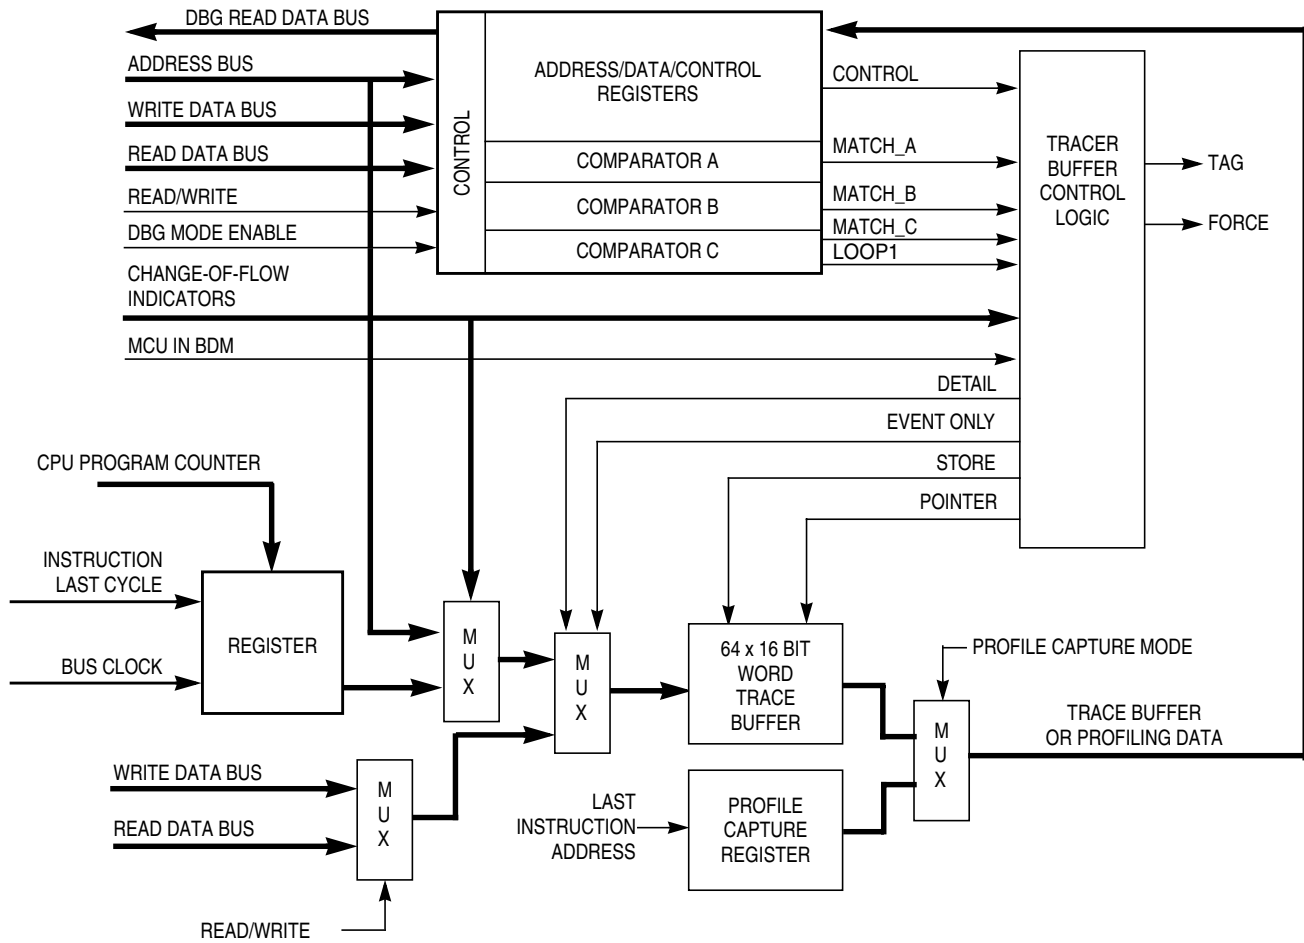 DBG READ DATA BUS
ADDRESS BUS
WRITE DATA BUS
READ DATA BUS
READ/WRITE
DBG MODE ENABLE
CHANGE-OF-FLOW
INDICATORS
MCU IN BDM
CONTROL
ADDRESS/DATA/CONTROL
REGISTERS
COMPARATOR A
COMPARATOR B
COMPARATOR C
CONTROL
MATCH_A
MATCH_B
MATCH_C
LOOP1
TRACER
BUFFER
CONTROL
LOGIC
TAG
FORCE
DETAIL
EVENT ONLY
STORE
POINTER
CPU PROGRAM COUNTER
INSTRUCTION
LAST CYCLE
BUS CLOCK
REGISTER
M
U
X
M
U
X
64 x 16 BIT
WORD
TRACE
BUFFER
PROFILE CAPTURE MODE
M
U
X
TRACE BUFFER
OR PROFILING DATA
WRITE DATA BUS
READ DATA BUS
M
U
X
READ/WRITE
LAST
INSTRUCTION
ADDRESS
PROFILE
CAPTURE
REGISTER